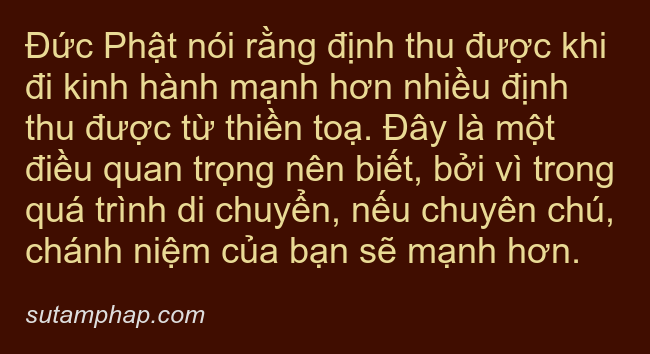 Đức Phật nói rằng định thu được khi
đi kinh hành mạnh hơn nhiều định
thu được từ thiền toạ. Đây là một
điều quan trọng nên biết, bởi vì trong
quá trình di chuyển, nếu chuyên chú,
chánh niệm của bạn sẽ mạnh hơn.
sutamphap.com